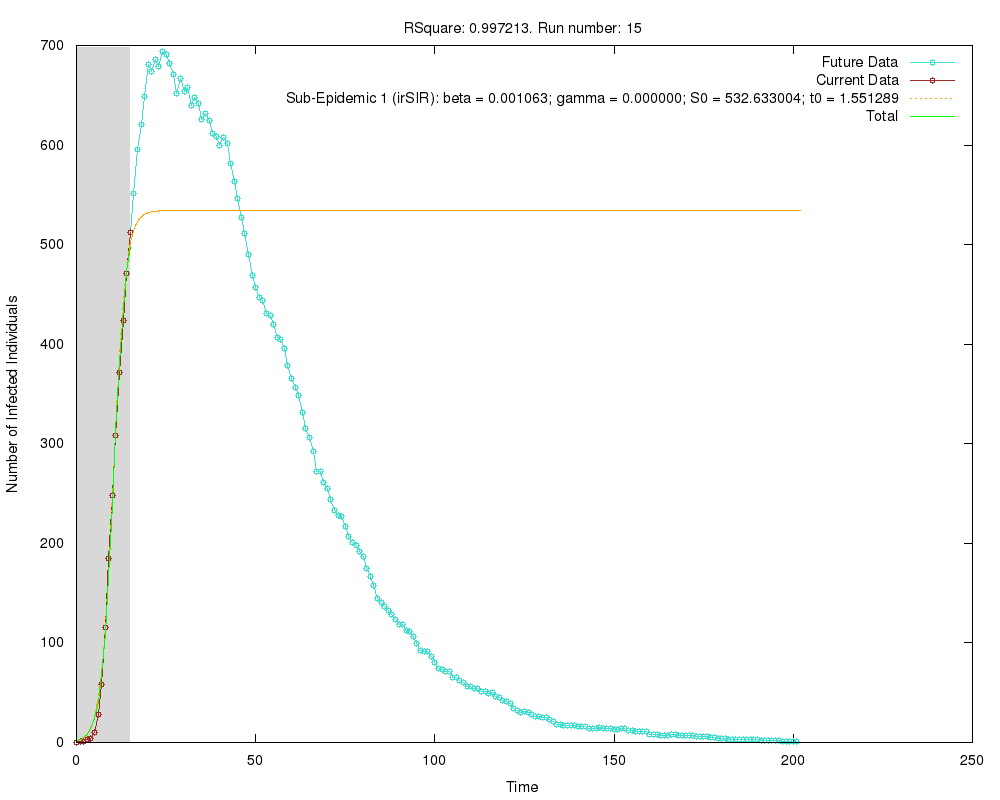 RSquare: 0.997213. Run number: 15
Future Data
Current Data
Sub-Epidemic 1 (irSIR): beta = 0.001063; gamma = 0.000000; S0 = 532.633004; t0 = 1.551289
Total
700
600
500
400
300
200
100
0
Number of Infected Individuals
0 50 100 150 200 250
Time